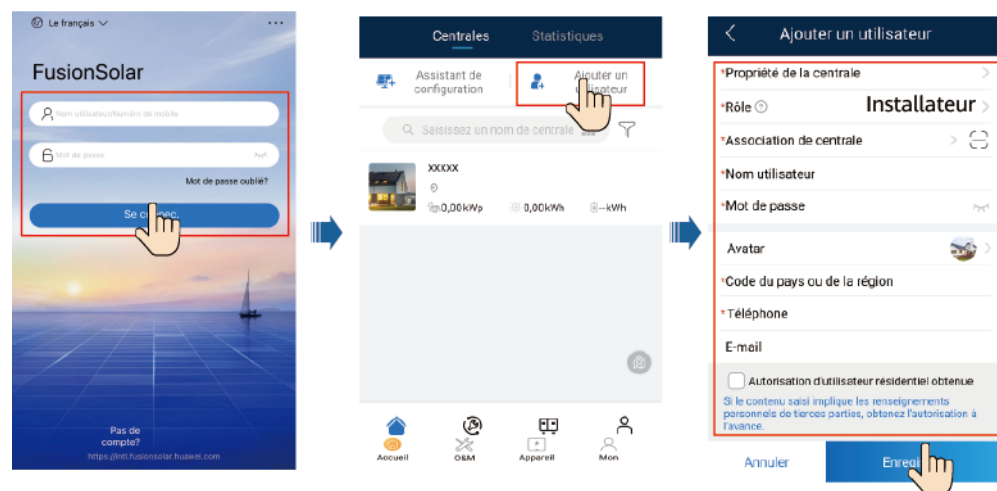 Le français
FusionSolar
Nom utilisateur/Numéro de mobile
Mot de passe
Mot de passe oublié?
Pas de
compte?
https://intl.fusionsolar.huawei.com
Centrales Statistiques
Assistant de
configuration
Ajouter un
utilisateur
Saisissez un nom de centrale
XXXXX
0,00kWp 0,00kWh --kWh
Accueil O&M Appareil Mon
Ajouter un utilisateur
*Propriété de la centrale
*Rôle Installateur
*Association de centrale
*Nom utilisateur
*Mot de passe
Avatar
*Code du pays ou de la région
*Téléphone
E-mail
Autorisation d'utilisateur résidentiel obtenue
Si le contenu saisi implique les renseignements
personnels de tierces parties, obtenez l'autorisation à
l'avance.
Annuler